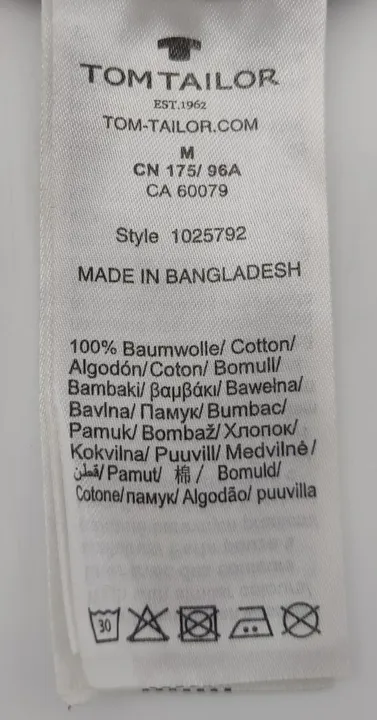 TOM TAILOR
EST.1962
TOM-TAILOR.COM
M
CN 175/ 96A
CA 60079
Style 1025792
MADE IN BANGLADESH
100% Baumwolle/ Cotton/
Algodón/ Coton/ Bomull/
Bambaki/ βαμβάκι/ Bawełna/
Bavlna/ Памук/ Bumbac/
Pamuk/ Bombaž/ Хлопок/
Kokvilna/ Puuvill/ Medvilnė/
قطن/ Pamut/ 棉 / Bomuld/
Cotone/ памук/ Algodão/ puuvilla
30